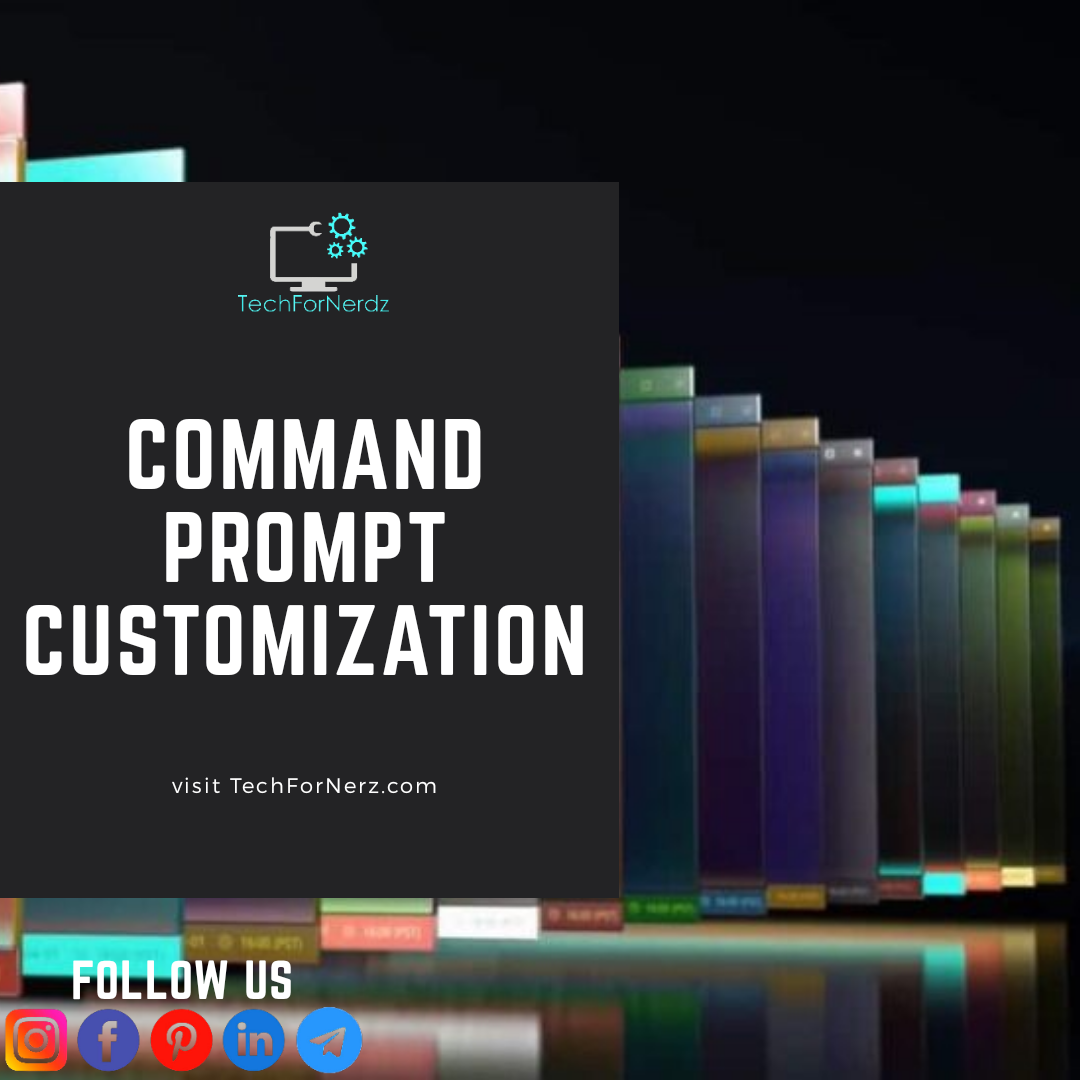 TechForNerdz
COMMAND
PROMPT
CUSTOMIZATION
visit TechForNerz.com
FOLLOW US